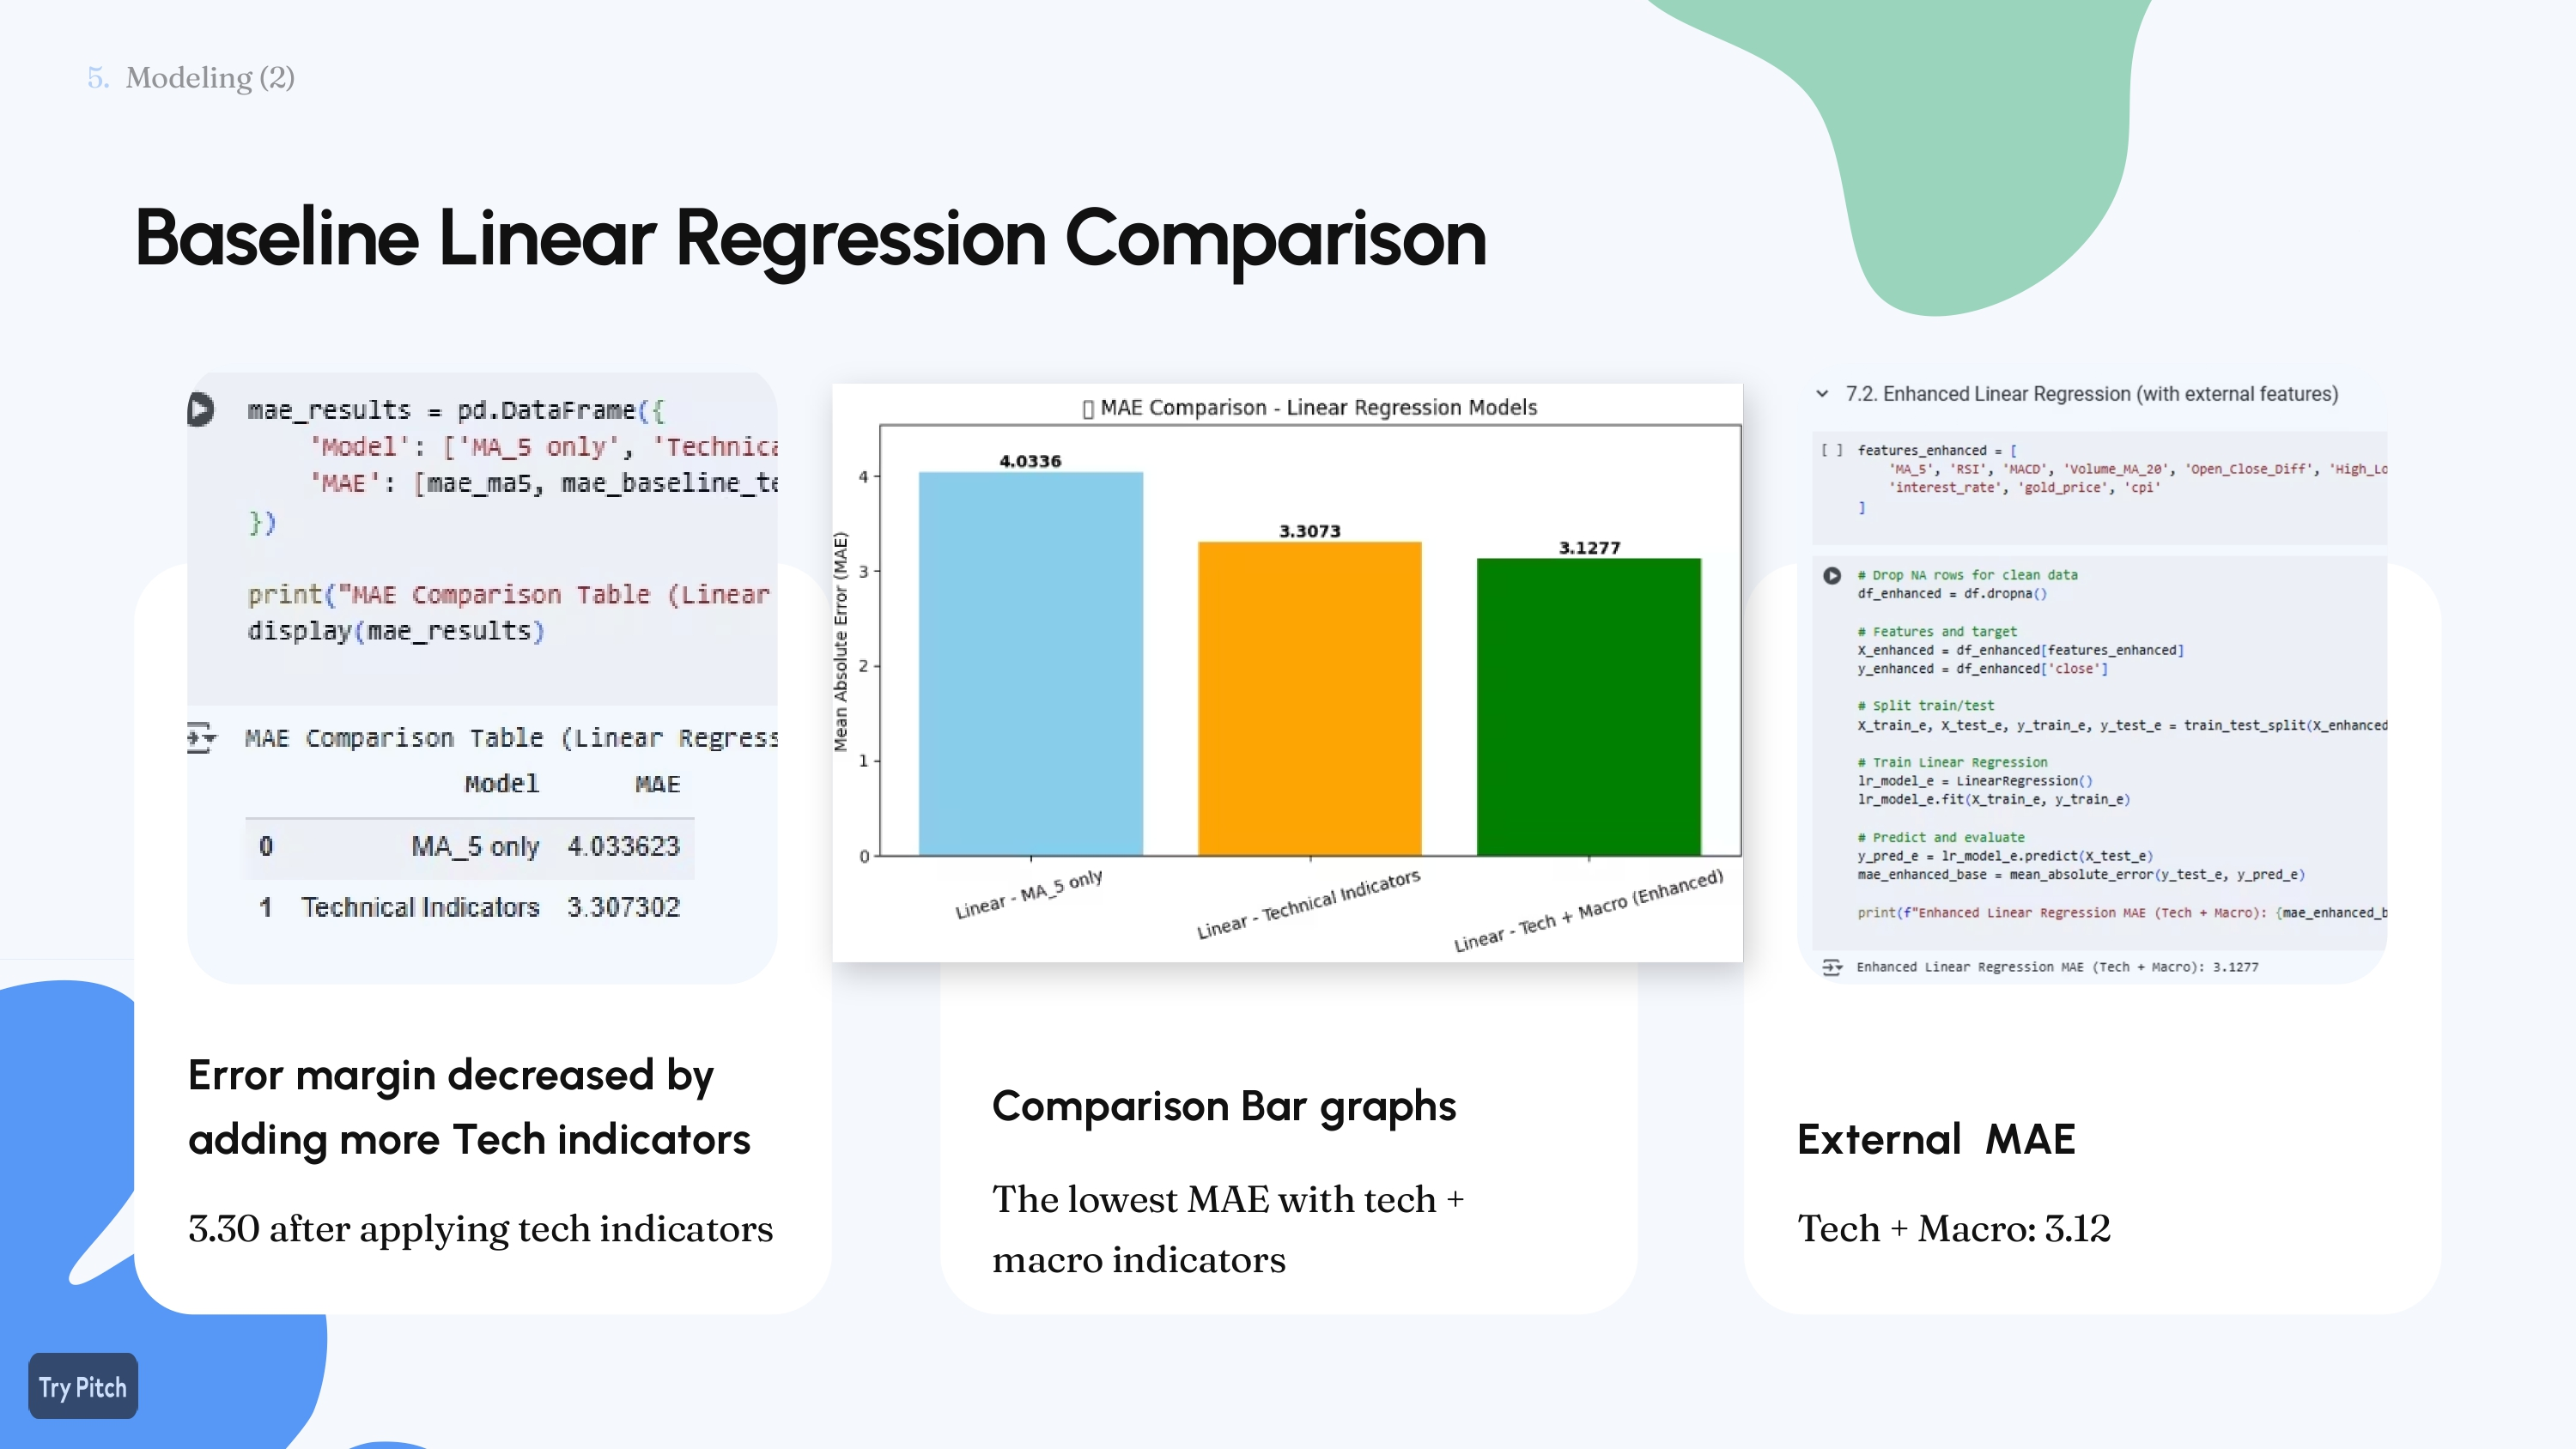 5. Modeling (2)
Baseline Linear Regression Comparison
mae_results = pd.DataFrame({
'Model': ['MA_5 only', 'Technica
'MAE': [mae_ma5, mae_baseline_te
})
print("MAE Comparison Table (Linear
display(mae_results)
MAE Comparison Table (Linear Regress
Model MAE
0 MA_5 only 4.033623
1 Technical Indicators 3.307302
Error margin decreased by
adding more Tech indicators
3.30 after applying tech indicators
MAE Comparison - Linear Regression Models
Mean Absolute Error (MAE)
4
3
2
1
0
4.0336
3.3073
3.1277
Linear - MA_5 only
Linear - Technical Indicators
Linear - Tech + Macro (Enhanced)
Comparison Bar graphs
The lowest MAE with tech +
macro indicators
7.2. Enhanced Linear Regression (with external features)
[ ] features_enhanced = [
'MA_5', 'RSI', 'MACD', 'Volume_MA_20', 'Open_Close_Diff', 'High_Lo
'interest_rate', 'gold_price', 'cpi'
]
# Drop NA rows for clean data
df_enhanced = df.dropna()
# Features and target
X_enhanced = df_enhanced[features_enhanced]
y_enhanced = df_enhanced['close']
# Split train/test
X_train_e, X_test_e, y_train_e, y_test_e = train_test_split(X_enhanced
# Train Linear Regression
lr_model_e = LinearRegression()
lr_model_e.fit(X_train_e, y_train_e)
# Predict and evaluate
y_pred_e = lr_model_e.predict(X_test_e)
mae_enhanced_base = mean_absolute_error(y_test_e, y_pred_e)
print(f"Enhanced Linear Regression MAE (Tech + Macro): {mae_enhanced_b
Enhanced Linear Regression MAE (Tech + Macro): 3.1277
External  MAE
Tech + Macro: 3.12
Try Pitch